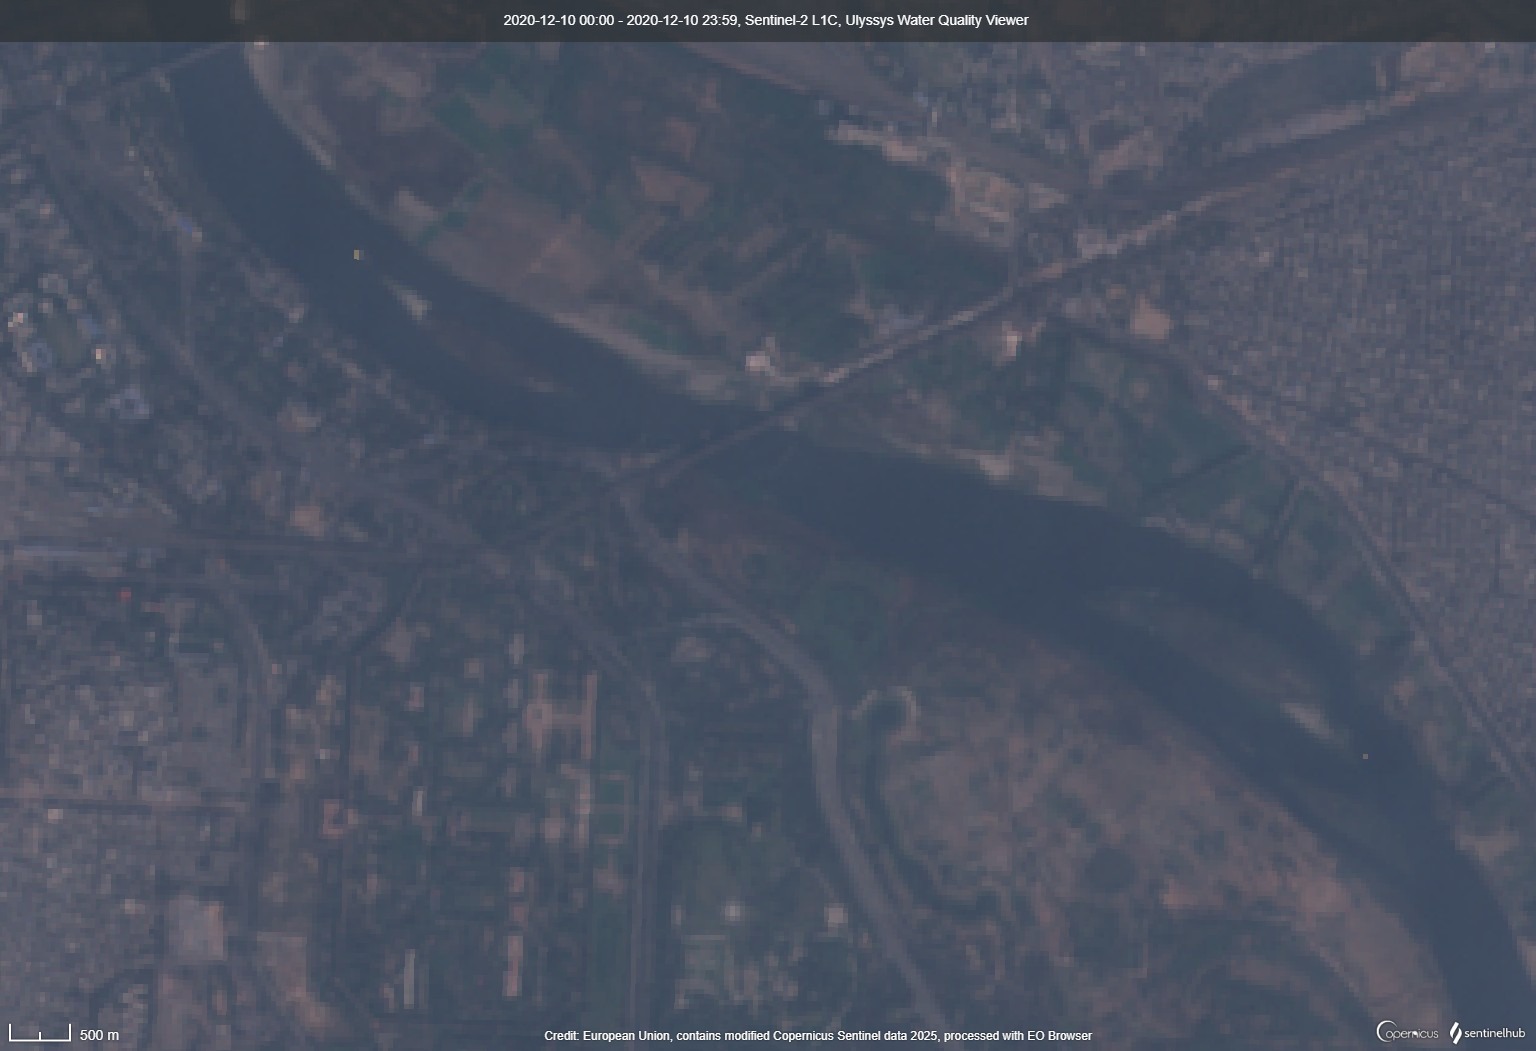 2020-12-10 00:00 - 2020-12-10 23:59, Sentinel-2 L1C, Ulyssys Water Quality Viewer
500 m
Credit: European Union, contains modified Copernicus Sentinel data 2025, processed with EO Browser
opernicus
sentinelhub